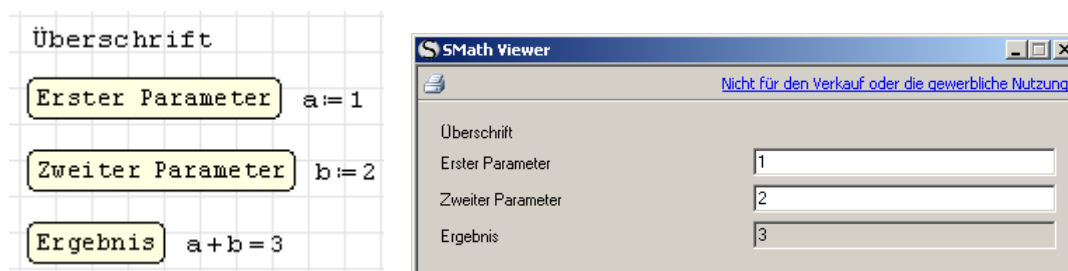 Überschrift
Erster Parameter a:=1
Zweiter Parameter b:=2
Ergebnis a+b=3
SMath Viewer
Nicht für den Verkauf oder die gewerbliche Nutzung
Überschrift
Erster Parameter 1
Zweiter Parameter 2
Ergebnis 3